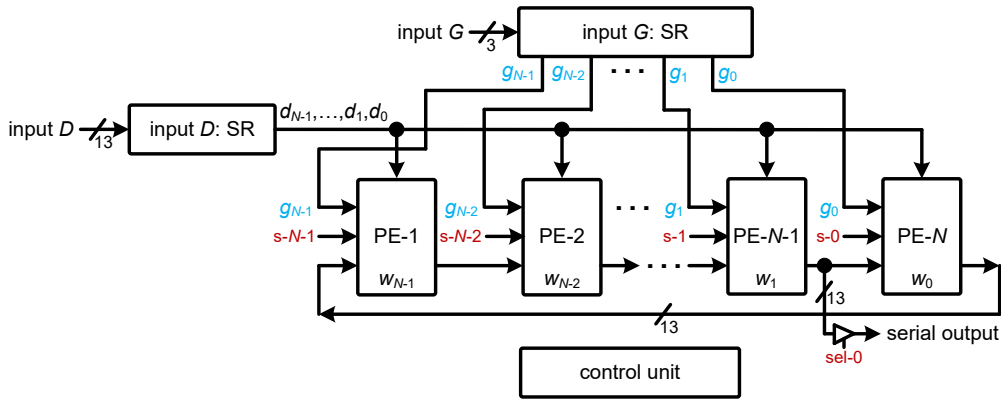 input G
3
input G: SR
gN-1
gN-2
. . .
g1
g0
input D
13
input D: SR
dN-1,…,d1,d0
gN-1
s-N-1
PE-1
wN-1
gN-2
s-N-2
PE-2
wN-2
. . .
. . . .
g1
s-1
PE-N-1
w1
g0
s-0
PE-N
w0
13
13
serial output
sel-0
control unit